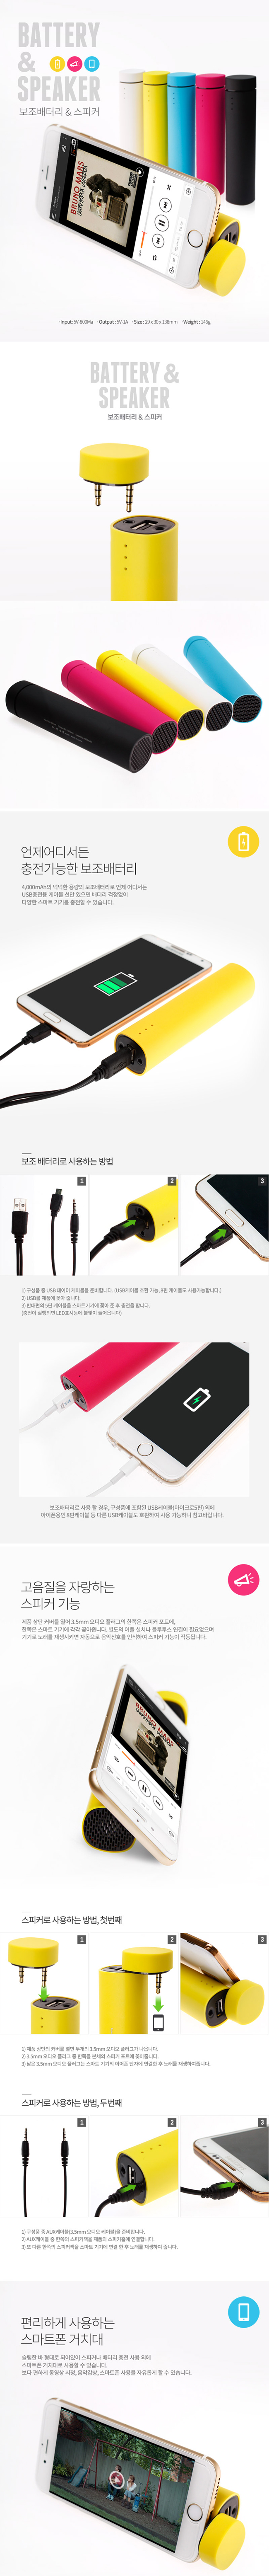 BATTERY
&
SPEAKER
보조배터리 & 스피커
BRUNO MARS
· Input : 5V-800Ma · Output : 5V-1A · Size : 29 x 30 x 138mm · Weight : 146g
BATTERY &
SPEAKER
보조배터리 & 스피커
언제어디서든
충전가능한 보조배터리
4,000mAh의 넉넉한 용량의 보조배터리로 언제 어디서든
USB충전용 케이블 선만 있으면 배터리 걱정없이
다양한 스마트 기기를 충전할 수 있습니다.
보조 배터리로 사용하는 방법
1
2
3
1) 구성품 중 USB 데이터 케이블을 준비합니다. (USB케이블 호환 가능, 8핀 케이블도 사용가능합니다.)
2) USB를 제품에 꽂아 줍니다.
3) 반대편의 5핀 케이블을 스마트기기에 꽂아 준 후 충전을 합니다.
(충전이 실행되면 LED표시등에 불빛이 들어옵니다)
보조배터리로 사용 할 경우, 구성품에 포함된 USB케이블(마이크로5핀) 외에
아이폰용인 8핀케이블 등 다른 USB케이블도 호환하여 사용 가능하니 참고바랍니다.
고음질을 자랑하는
스피커 기능
제품 상단 커버를 열어 3.5mm 오디오 플러그의 한쪽은 스피커 포트에,
한쪽은 스마트 기기에 각각 꽂아줍니다. 별도의 어플 설치나 블루투스 연결이 필요없으며
기기로 노래를 재생시키면 자동으로 음악신호를 인식하여 스피커 기능이 작동됩니다.
BRUNO MARS
스피커로 사용하는 방법, 첫번째
1
2
3
1) 제품 상단의 커버를 열면 두개의 3.5mm 오디오 플러그가 나옵니다.
2) 3.5mm 오디오 플러그 중 한쪽을 본체의 스피커 포트에 꽂아줍니다.
3) 남은 3.5mm 오디오 플러그는 스마트 기기의 이어폰 단자에 연결한 후 노래를 재생하여줍니다.
스피커로 사용하는 방법, 두번째
1
2
3
1) 구성품 중 AUX케이블(3.5mm 오디오 케이블)을 준비합니다.
2) AUX케이블 중 한쪽의 스피커잭을 제품의 스피커홀에 연결합니다.
3) 또 다른 한쪽의 스피커잭을 스마트 기기에 연결 한 후 노래를 재생하여 줍니다.
편리하게 사용하는
스마트폰 거치대
슬림한 바 형태로 되어있어 스피커나 배터리 충전 사용 외에
스마트폰 거치대로 사용할 수 있습니다.
보다 편하게 동영상 시청, 음악감상, 스마트폰 사용을 자유롭게 할 수 있습니다.